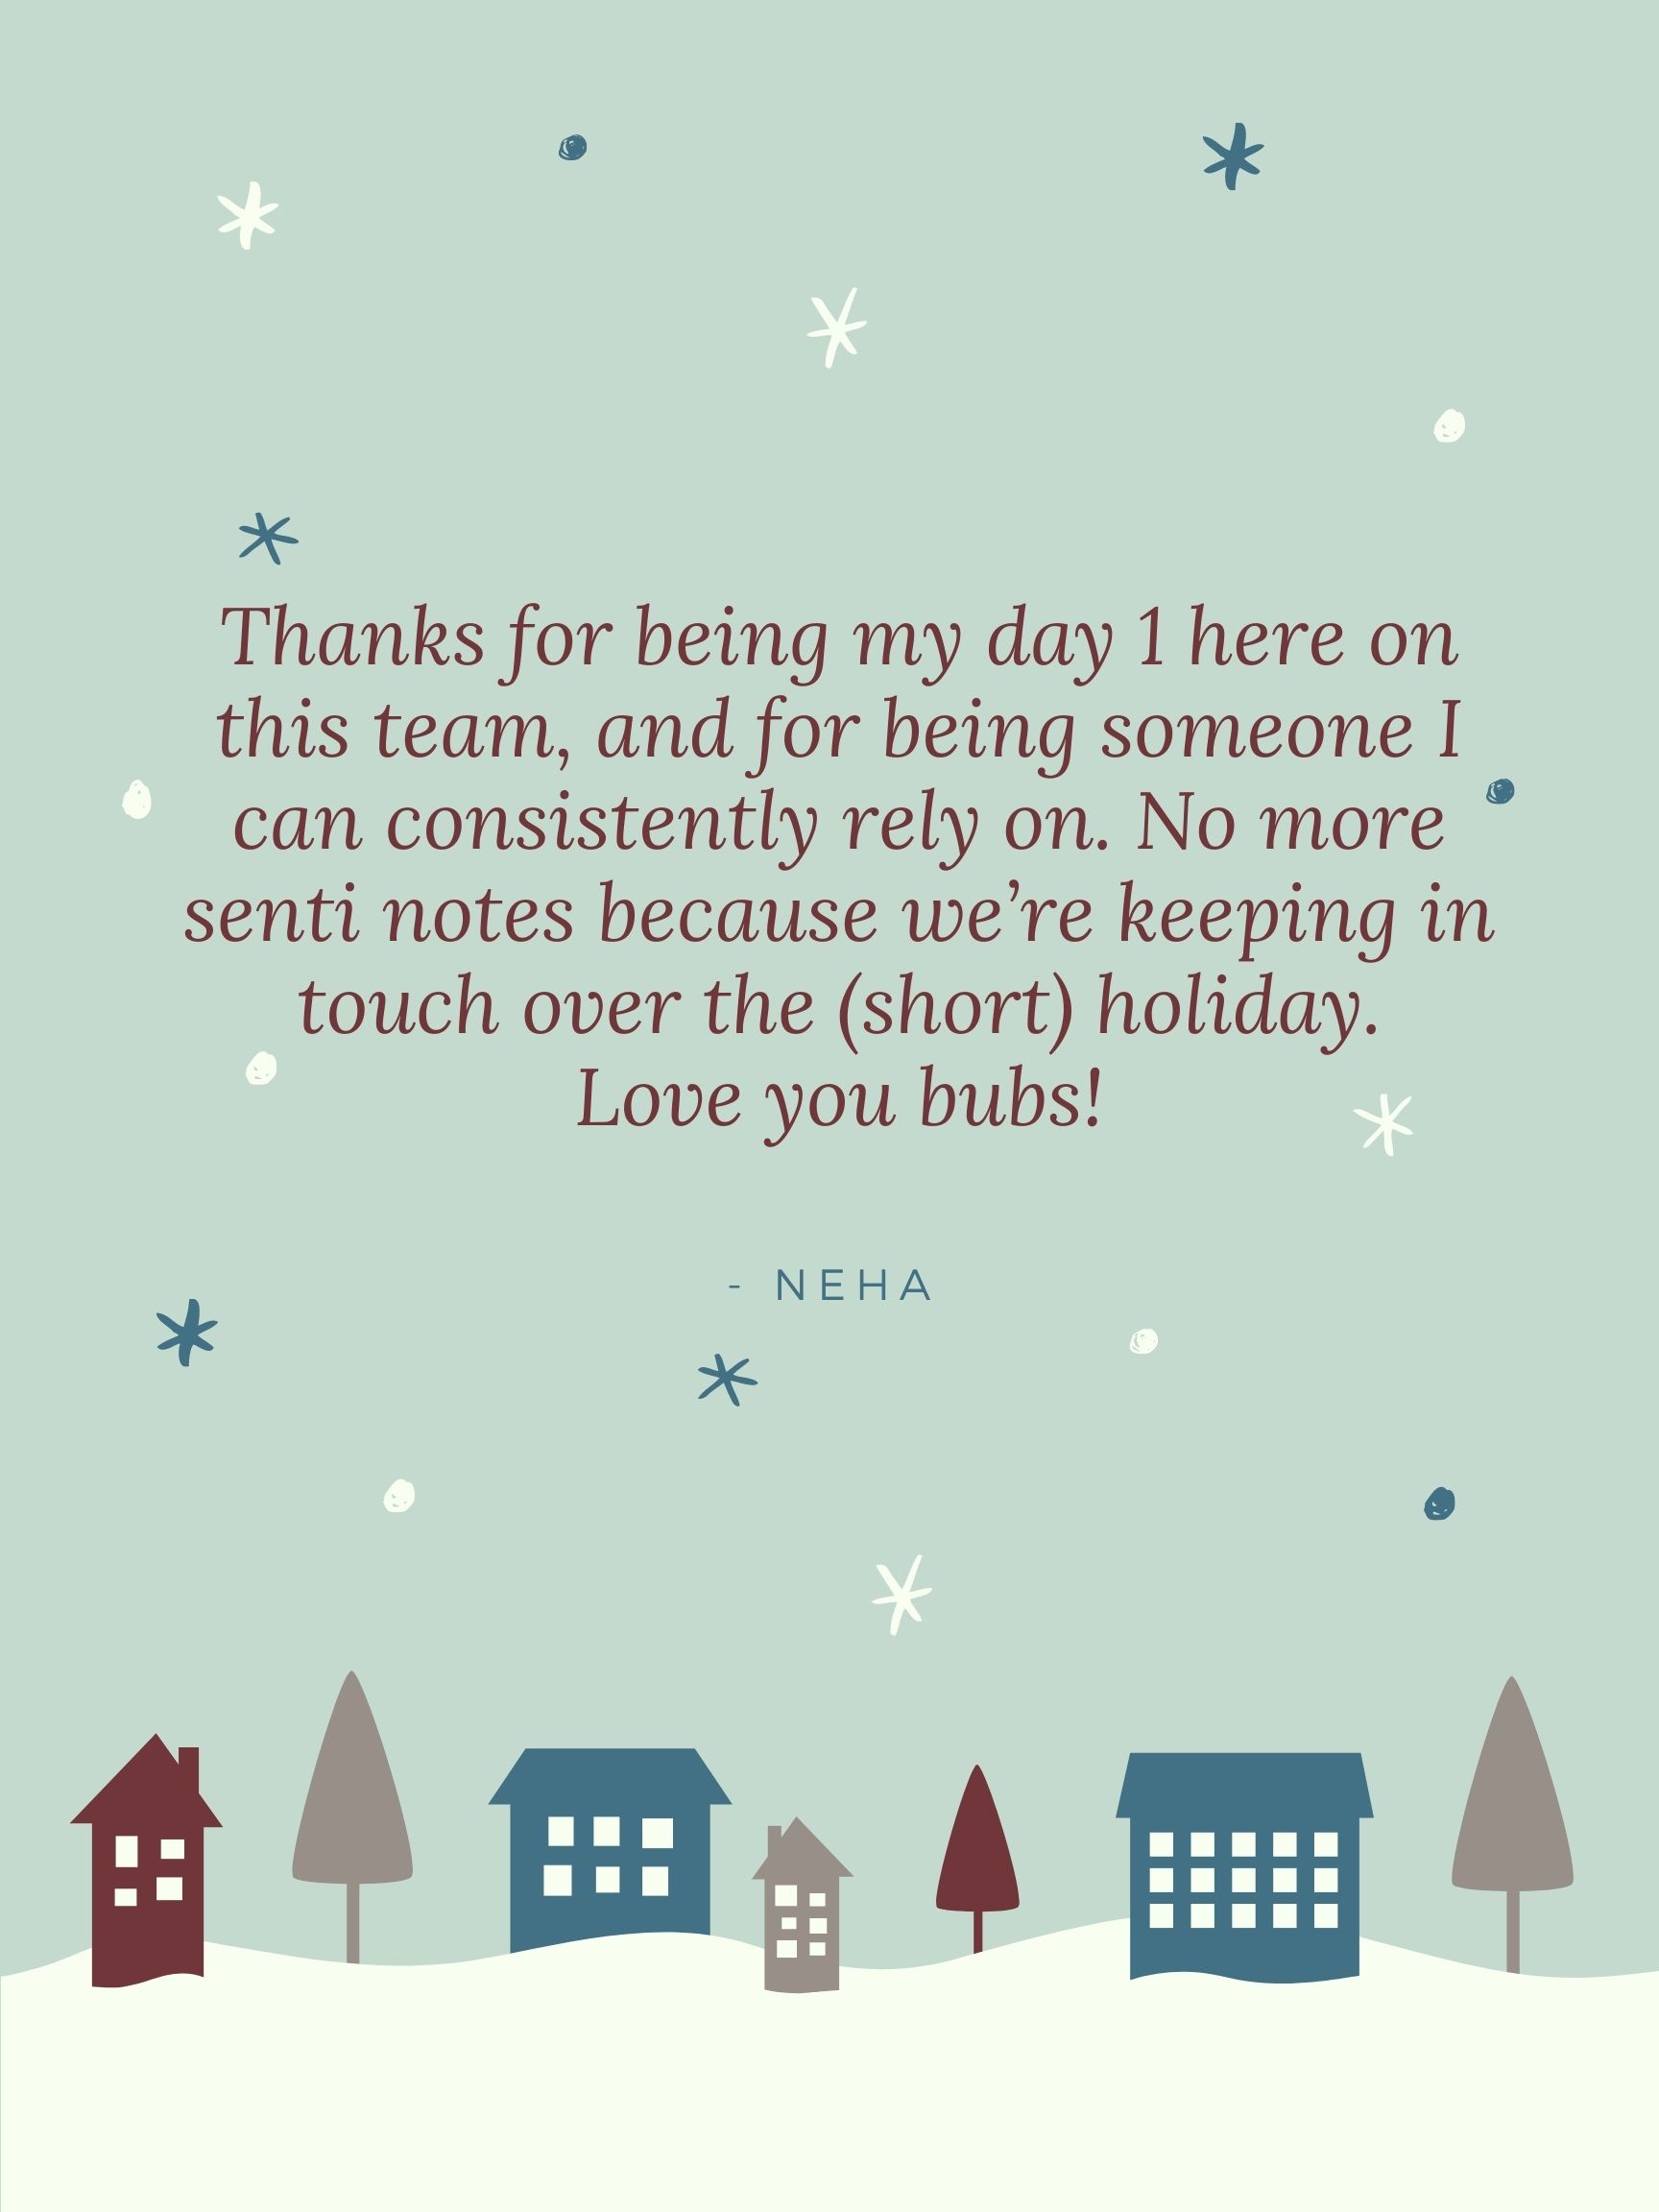 Thanks for being my day 1 here on
this team, and for being someone I
can consistently rely on. No more
senti notes because we’re keeping in
touch over the (short) holiday.
Love you bubs!
- NEHA